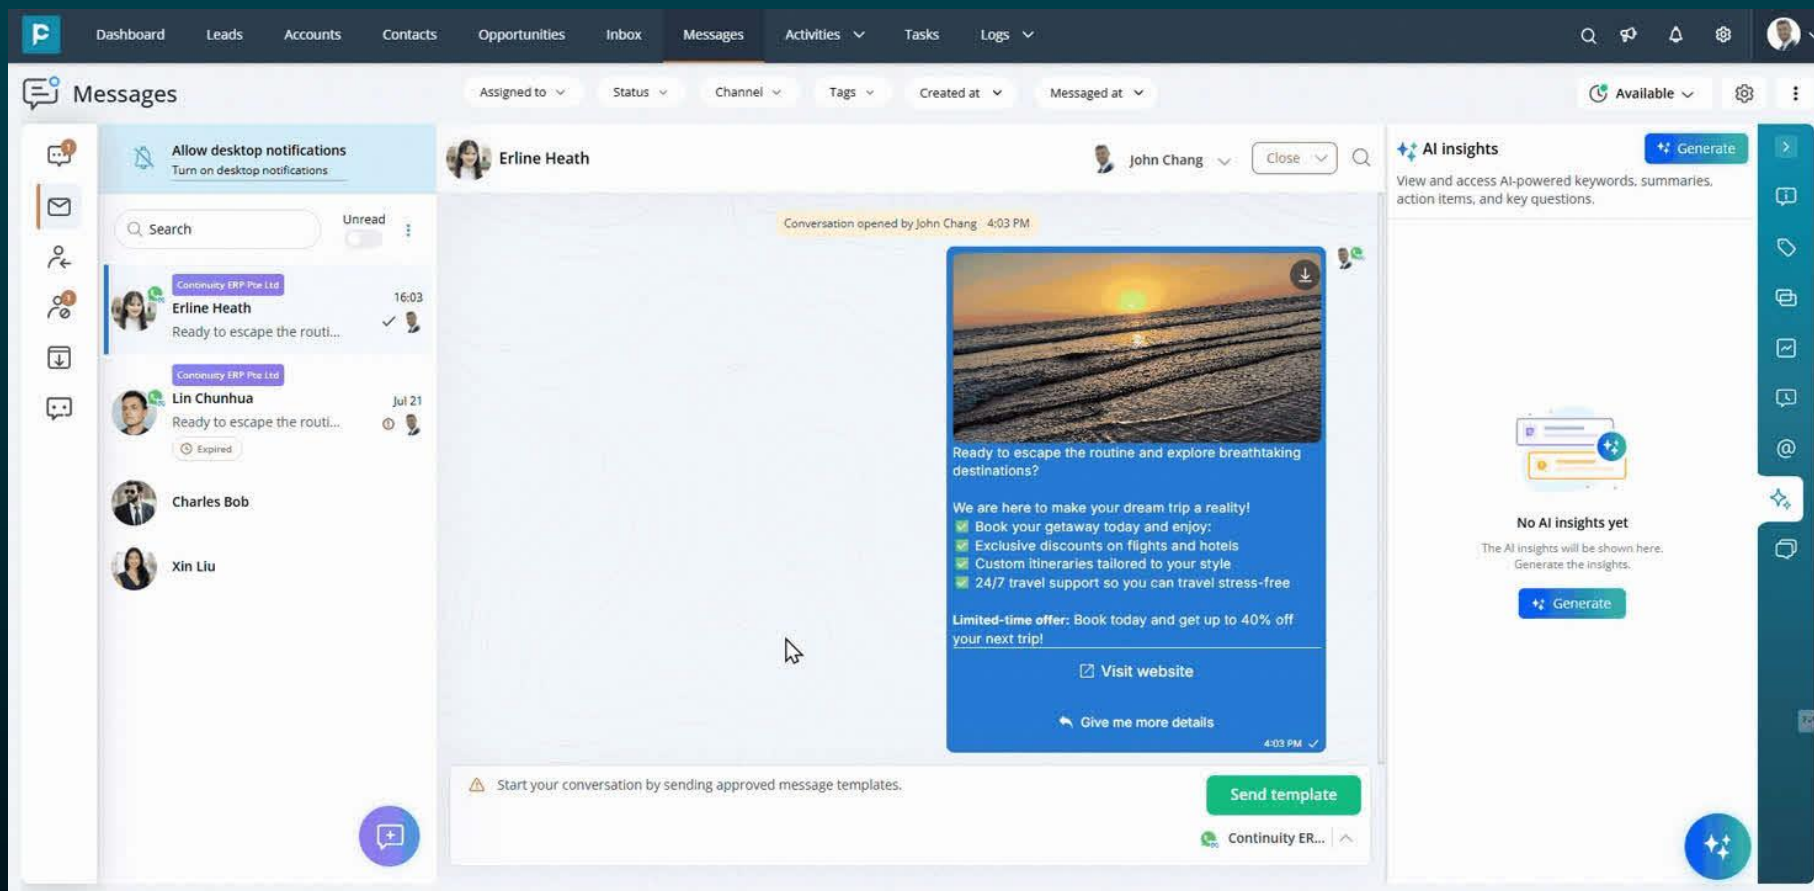 Dashboard
Leads
Accounts
Contacts
Opportunities
Inbox
Messages
Activities
Tasks
Logs
Messages
Assigned to
Status
Channel
Tags
Created at
Messaged at
Available
1
1
Allow desktop notifications
Turn on desktop notifications
Search
Unread
Continuity ERP Pte Ltd
Erline Heath
16:03
Ready to escape the routi...
Continuity ERP Pte Ltd
Lin Chunhua
Jul 21
Ready to escape the routi...
Expired
Charles Bob
Xin Liu
Erline Heath
John Chang
Close
Conversation opened by John Chang 4:03 PM
Ready to escape the routine and explore breathtaking
destinations?
We are here to make your dream trip a reality!
✅ Book your getaway today and enjoy:
✅ Exclusive discounts on flights and hotels
✅ Custom itineraries tailored to your style
✅ 24/7 travel support so you can travel stress-free
Limited-time offer: Book today and get up to 40% off
your next trip!
Visit website
Give me more details
4:03 PM
Start your conversation by sending approved message templates.
Send template
Continuity ER...
AI insights
Generate
View and access AI-powered keywords, summaries,
action items, and key questions.
No AI insights yet
The AI insights will be shown here.
Generate the insights.
Generate